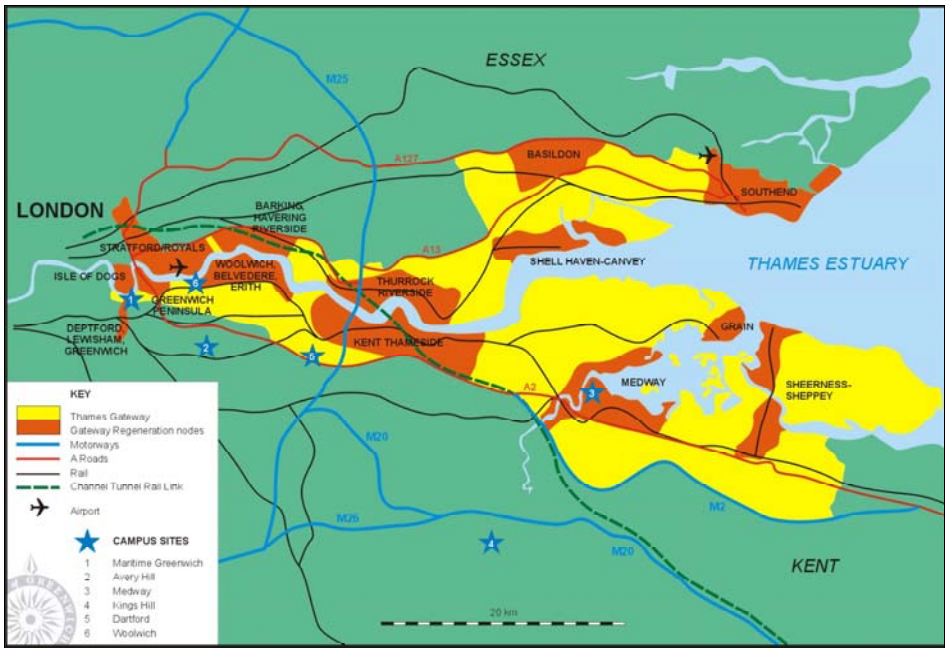 ESSEX
M25
A127
BASILDON
SOUTHEND
LONDON
BARKING,
HAVERING
RIVERSIDE
A13
STRATFORD/ROYALS
SHELL HAVEN-CANVEY
THAMES ESTUARY
ISLE OF DOGS
WOOLWICH,
BELVEDERE,
ERITH
THURROCK
RIVERSIDE
6
1
GREENWICH
PENINSULA
DEPTFORD,
LEWISHAM,
GREENWICH
2
5
KENT THAMESIDE
GRAIN
A2
3
MEDWAY
SHEERNESS-
SHEPPEY
M20
M26
4
M2
M20
KENT
20 km
KEY
Thames Gateway
Gateway Regeneration nodes
Motorways
A Roads
Rail
Channel Tunnel Rail Link
Airport
CAMPUS SITES
1 Maritime Greenwich
2 Avery Hill
3 Medway
4 Kings Hill
5 Dartford
6 Woolwich